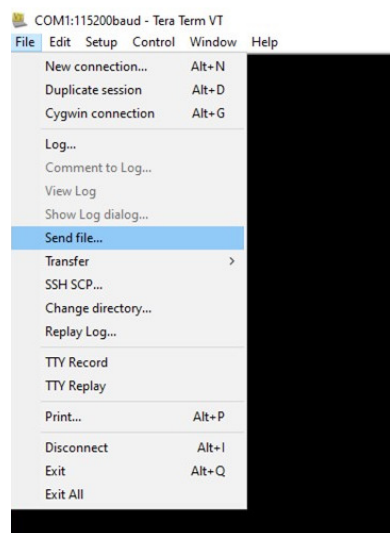 COM1:115200baud - Tera Term VT
File Edit Setup Control Window Help
New connection... Alt+N
Duplicate session Alt+D
Cygwin connection Alt+G
Log...
Comment to Log...
View Log
Show Log dialog...
Send file...
Transfer >
SSH SCP...
Change directory...
Replay Log...
TTY Record
TTY Replay
Print... Alt+P
Disconnect Alt+I
Exit Alt+Q
Exit All